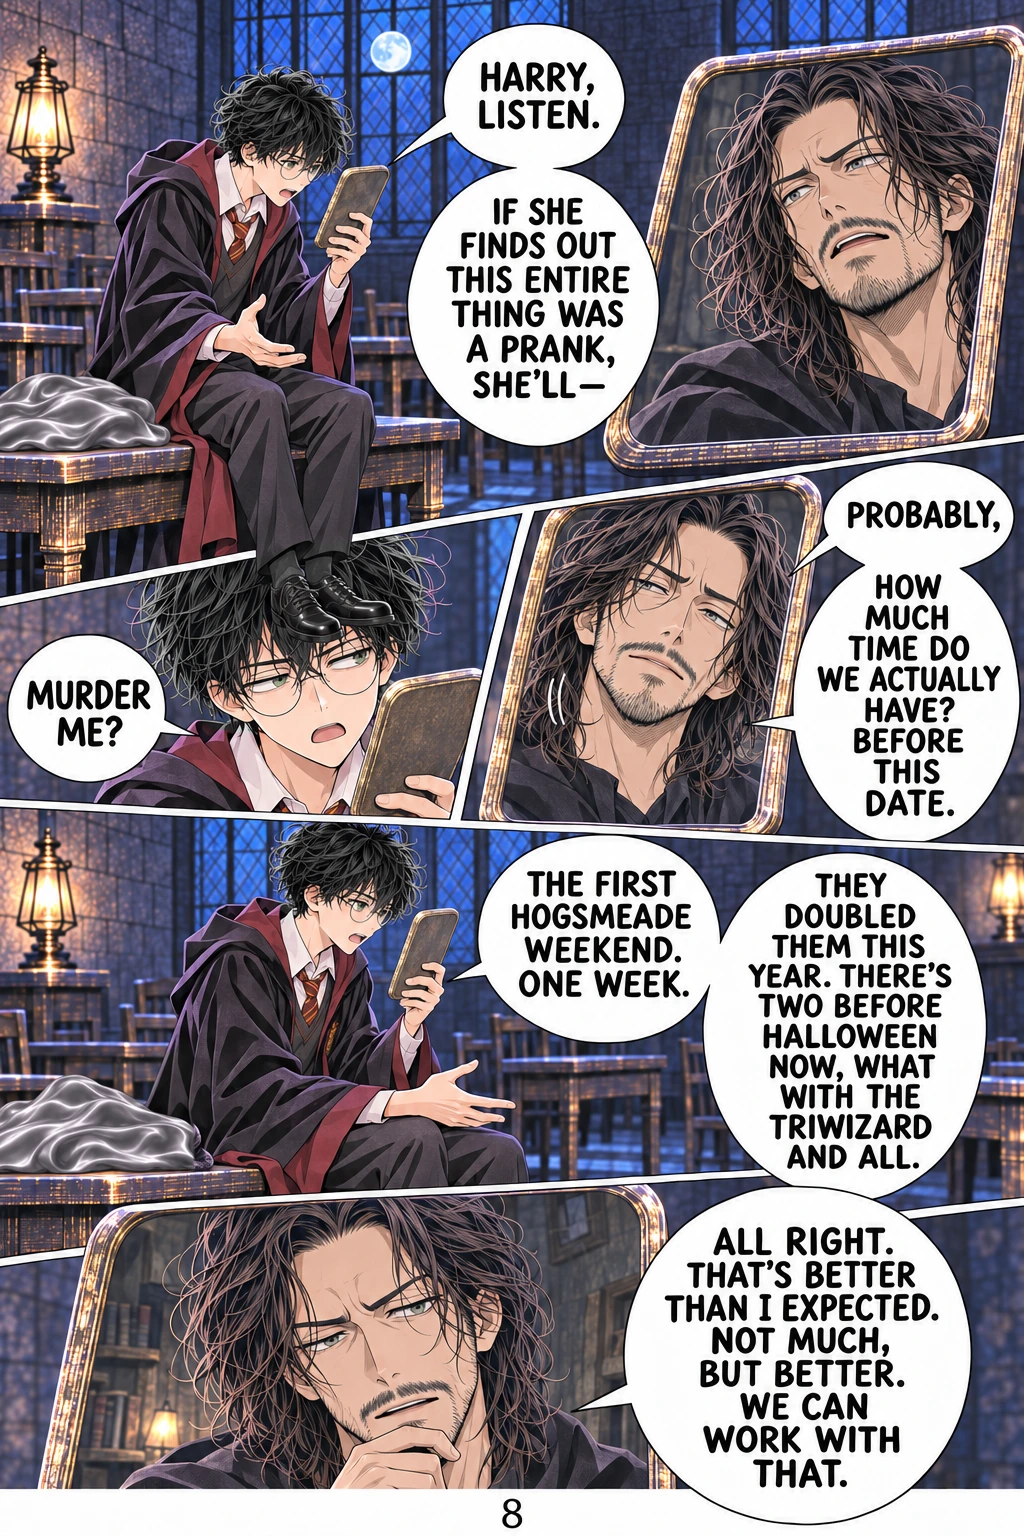 HARRY,
LISTEN.
IF SHE
FINDS OUT
THIS ENTIRE
THING WAS
A PRANK,
SHE'LL—
MURDER
ME?
PROBABLY,
HOW
MUCH
TIME DO
WE ACTUALLY
HAVE?
BEFORE
THIS
DATE.
THE FIRST
HOGSMEADE
WEEKEND.
ONE WEEK.
THEY
DOUBLED
THEM THIS
YEAR. THERE'S
TWO BEFORE
HALLOWEEN
NOW, WHAT
WITH THE
TRIWIZARD
AND ALL.
ALL RIGHT.
THAT'S BETTER
THAN I EXPECTED.
NOT MUCH,
BUT BETTER.
WE CAN
WORK WITH
THAT.
8